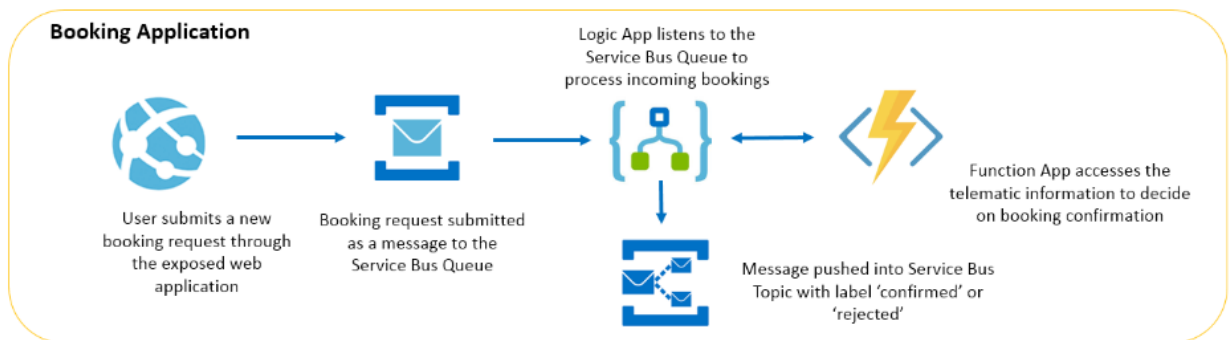 Booking Application
Logic App listens to the
Service Bus Queue to
process incoming bookings
User submits a new
booking request through
the exposed web
application
Booking request submitted
as a message to the
Service Bus Queue
Function App accesses the
telematic information to decide
on booking confirmation
Message pushed into Service Bus
Topic with label ‘confirmed’ or
‘rejected’